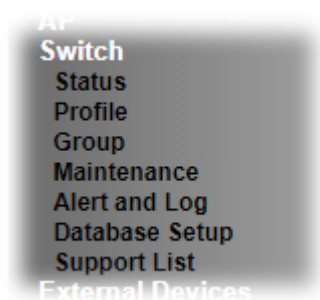 AP
Switch
Status
Profile
Group
Maintenance
Alert and Log
Database Setup
Support List
External Devices